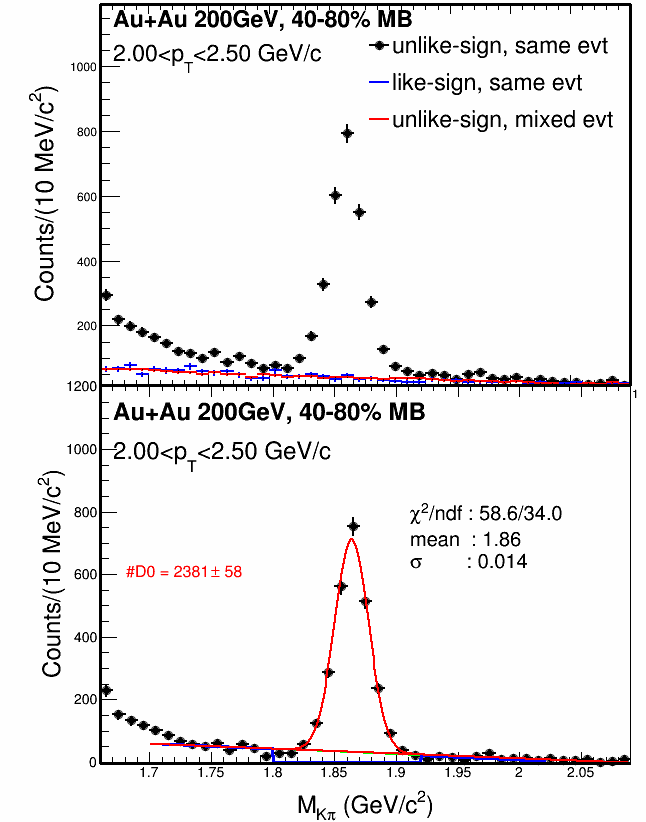 Au+Au 200GeV, 40-80% MB
2.00<p_T<2.50 GeV/c
unlike-sign, same evt
like-sign, same evt
unlike-sign, mixed evt
Counts/(10 MeV/c²)
1000
800
600
400
200
1200
1
Au+Au 200GeV, 40-80% MB
2.00<p_T<2.50 GeV/c
χ²/ndf : 58.6/34.0
mean : 1.86
σ : 0.014
#D0 = 2381 ± 58
Counts/(10 MeV/c²)
1000
800
600
400
200
0
1.7 1.75 1.8 1.85 1.9 1.95 2 2.05
M_Kπ (GeV/c²)